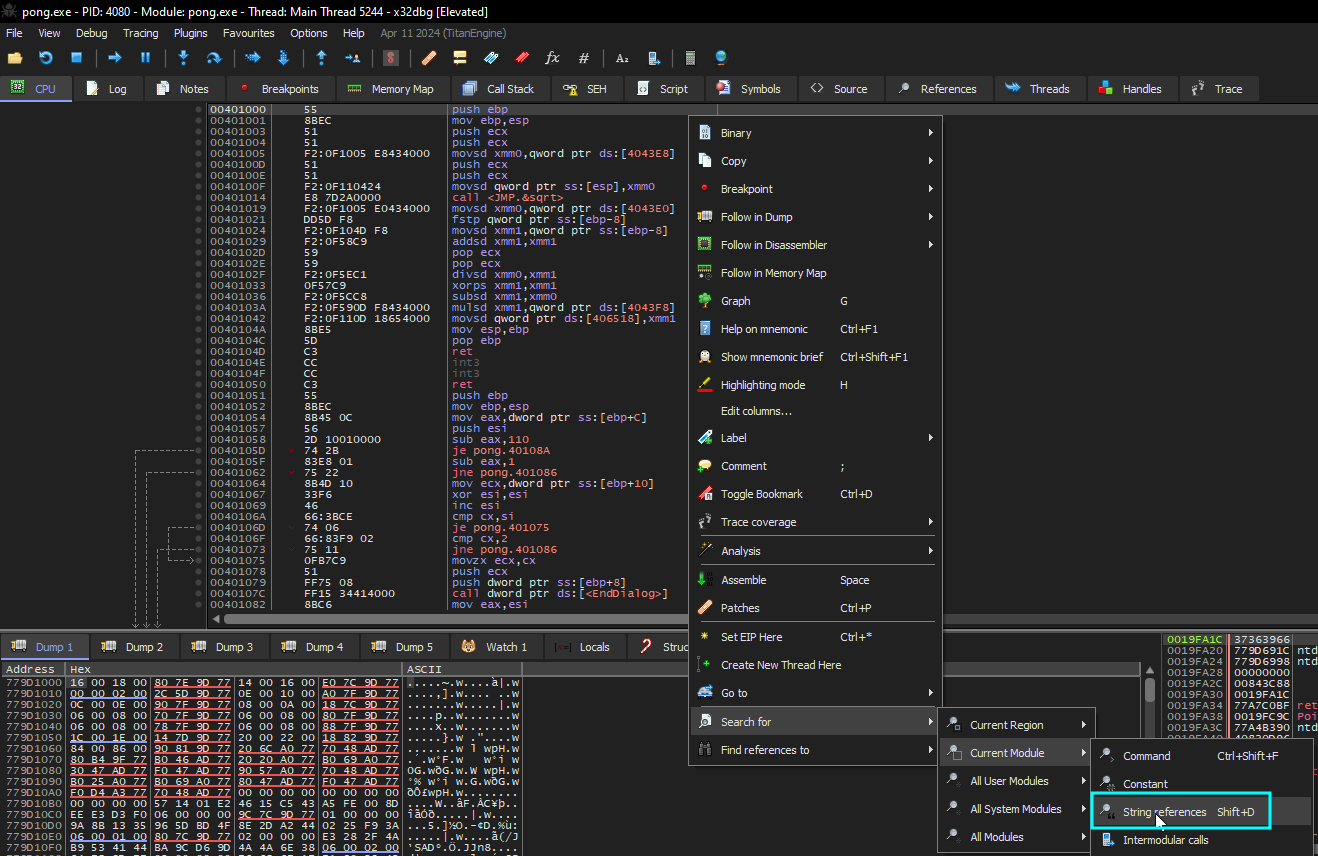 pong.exe - PID: 4080 - Module: pong.exe - Thread: Main Thread 5244 - x32dbg [Elevated]
File View Debug Tracing Plugins Favourites Options Help Apr 11 2024 (TitanEngine)
CPU Log Notes Breakpoints Memory Map Call Stack SEH Script Symbols Source References Threads Handles Trace
00401000 55 push ebp
00401001 8BEC mov ebp,esp
00401003 51 push ecx
00401004 51 push ecx
00401005 F2:0F1005 E8434000 movsd xmm0,qword ptr ds:[4043E8]
0040100D 51 push ecx
0040100E 51 push ecx
0040100F F2:0F110424 movsd qword ptr ss:[esp],xmm0
00401014 E8 7D2A0000 call <JMP.&sqrt>
00401019 F2:0F1005 E0434000 movsd xmm0,qword ptr ds:[4043E0]
00401021 DD5D F8 fstp qword ptr ss:[ebp-8]
00401024 F2:0F104D F8 movsd xmm1,qword ptr ss:[ebp-8]
00401029 F2:0F58C9 addsd xmm1,xmm1
0040102D 59 pop ecx
0040102E 59 pop ecx
0040102F F2:0F5EC1 divsd xmm0,xmm1
00401033 0F57C9 xorps xmm1,xmm1
00401036 F2:0F5CC8 subsd xmm1,xmm0
0040103A F2:0F590D F8434000 mulsd xmm1,qword ptr ds:[4043F8]
00401042 F2:0F110D 18654000 movsd qword ptr ds:[406518],xmm1
0040104A 8BE5 mov esp,ebp
0040104C 5D pop ebp
0040104D C3 ret
0040104E CC int3
0040104F CC int3
00401050 C3 ret
00401051 55 push ebp
00401052 8BEC mov ebp,esp
00401054 8B45 0C mov eax,dword ptr ss:[ebp+C]
00401057 56 push esi
00401058 2D 10010000 sub eax,110
0040105D 74 2B je pong.40108A
0040105F 83E8 01 sub eax,1
00401062 75 22 jne pong.401086
00401064 8B4D 10 mov ecx,dword ptr ss:[ebp+10]
00401067 33F6 xor esi,esi
00401069 46 inc esi
0040106A 66:3BCE cmp cx,si
0040106D 74 06 je pong.401075
0040106F 66:83F9 02 cmp cx,2
00401073 75 11 jne pong.401086
00401075 0FB7C9 movzx ecx,cx
00401078 51 push ecx
00401079 FF75 08 push dword ptr ss:[ebp+8]
0040107C FF15 34414000 call dword ptr ds:[<EndDialog>]
00401082 8BC6 mov eax,esi
Binary
Copy
Breakpoint
Follow in Dump
Follow in Disassembler
Follow in Memory Map
Graph G
Help on mnemonic Ctrl+F1
Show mnemonic brief Ctrl+Shift+F1
Highlighting mode H
Edit columns...
Label
Comment ;
Toggle Bookmark Ctrl+D
Trace coverage
Analysis
Assemble Space
Patches Ctrl+P
Set EIP Here Ctrl+*
Create New Thread Here
Go to
Search for
Find references to
Current Region
Current Module
All User Modules
All System Modules
All Modules
Command Ctrl+Shift+F
Constant
String references Shift+D
Intermodular calls
Dump 1 Dump 2 Dump 3 Dump 4 Dump 5 Watch 1 Locals Struc
Address Hex ASCII
779D1000 16 00 18 00 80 7E 9D 77 14 00 16 00 E0 7C 9D 77
779D1010 00 00 02 00 2C 5D 9D 77 0E 00 10 00 A0 7F 9D 77
779D1020 0C 00 0E 00 90 7F 9D 77 08 00 0A 00 18 7C 9D 77
779D1030 06 00 08 00 70 7F 9D 77 06 00 08 00 80 7F 9D 77
779D1040 06 00 08 00 78 7F 9D 77 06 00 08 00 88 7F 9D 77
779D1050 1C 00 1E 00 14 7D 9D 77 20 00 22 00 18 82 9D 77
779D1060 84 00 86 00 90 81 9D 77 20 6C A0 77 70 48 AD 77
779D1070 80 B4 9F 77 B0 46 AD 77 20 20 A0 77 B0 69 A0 77
779D1080 30 47 AD 77 F0 47 AD 77 90 57 A0 77 70 48 AD 77
779D1090 B0 25 A0 77 B0 69 A0 77 80 47 AD 77 F0 47 AD 77
779D10A0 F0 D4 A3 77 70 48 AD 77 00 00 00 00 00 00 00 00
779D10B0 00 00 00 00 57 14 01 E2 46 15 C5 43 A5 FE 00 8D
779D10C0 EE E3 D3 F0 06 00 00 00 9C 7C 9D 77 01 00 00 00
779D10D0 9A 8B 13 35 96 5D BD 4F 8E 2D A2 44 02 25 F9 3A
779D10E0 06 00 01 00 80 7C 9D 77 02 00 00 00 E3 28 2F 4A
779D10F0 B9 53 41 44 BA 9C D6 9D 4A 4A 6E 38 06 00 02 00
0019FA1C 37363966
0019FA20 779D691C ntd
0019FA24 779D6998 ntd
0019FA28 00000000
0019FA2C 00843C88
0019FA30 0019FA1C
0019FA34 77A7C0BF ret
0019FA38 0019FC9C Poi